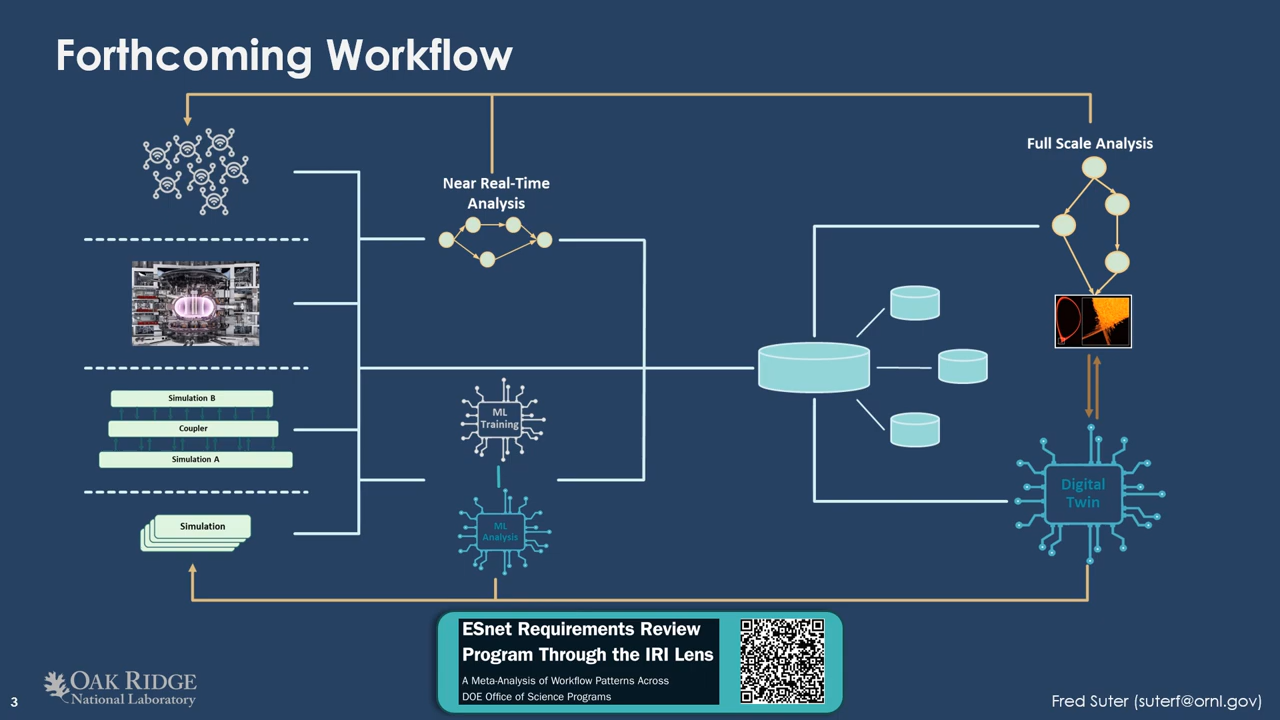 Forthcoming Workflow
Full Scale Analysis
Near Real-Time
Analysis
Simulation B
Coupler
Simulation A
ML
Training
Simulation
ML
Analysis
Digital
Twin
ESnet Requirements Review
Program Through the IRI Lens
A Meta-Analysis of Workflow Patterns Across
DOE Office of Science Programs
OAK RIDGE
National Laboratory
3
Fred Suter (suterf@ornl.gov)